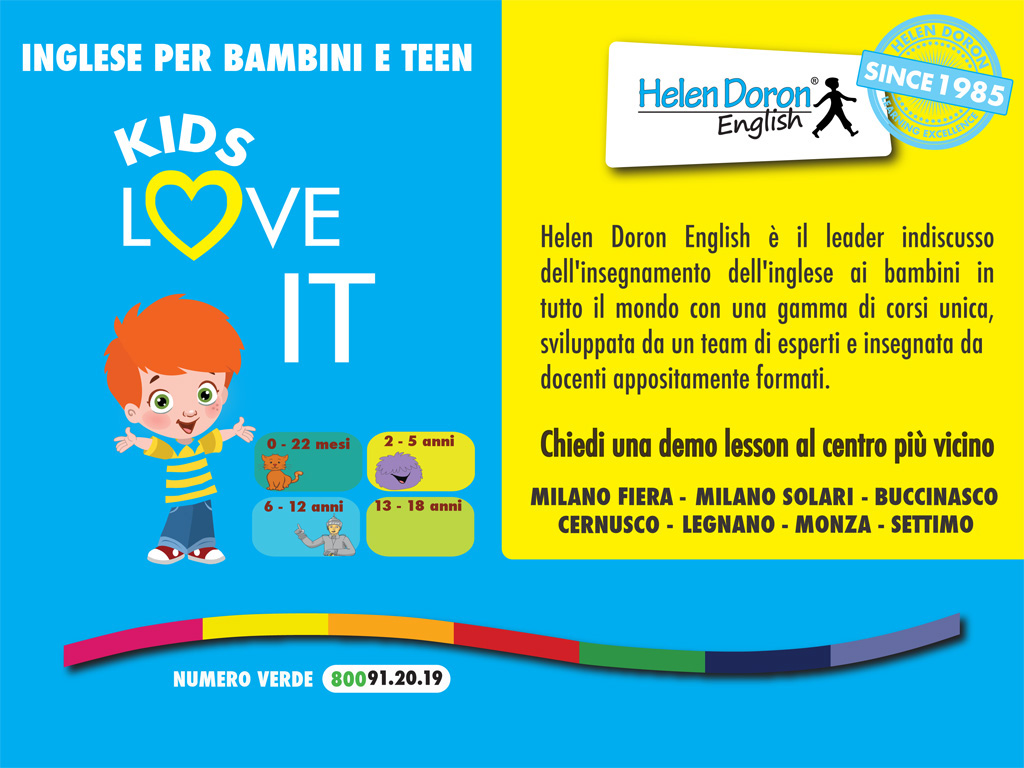 INGLESE PER BAMBINI E TEEN
KIDS
LOVE
IT
0 - 22 mesi
2 - 5 anni
6 - 12 anni
13 - 18 anni
Helen Doron®
English
HELEN DORON
SINCE 1985
LEARNING EXCELLENCE
Helen Doron English è il leader indiscusso
dell'insegnamento dell'inglese ai bambini in
tutto il mondo con una gamma di corsi unica,
sviluppata da un team di esperti e insegnata da
docenti appositamente formati.
Chiedi una demo lesson al centro più vicino
MILANO FIERA - MILANO SOLARI - BUCCINASCO
CERNUSCO - LEGNANO - MONZA - SETTIMO
NUMERO VERDE 80091.20.19